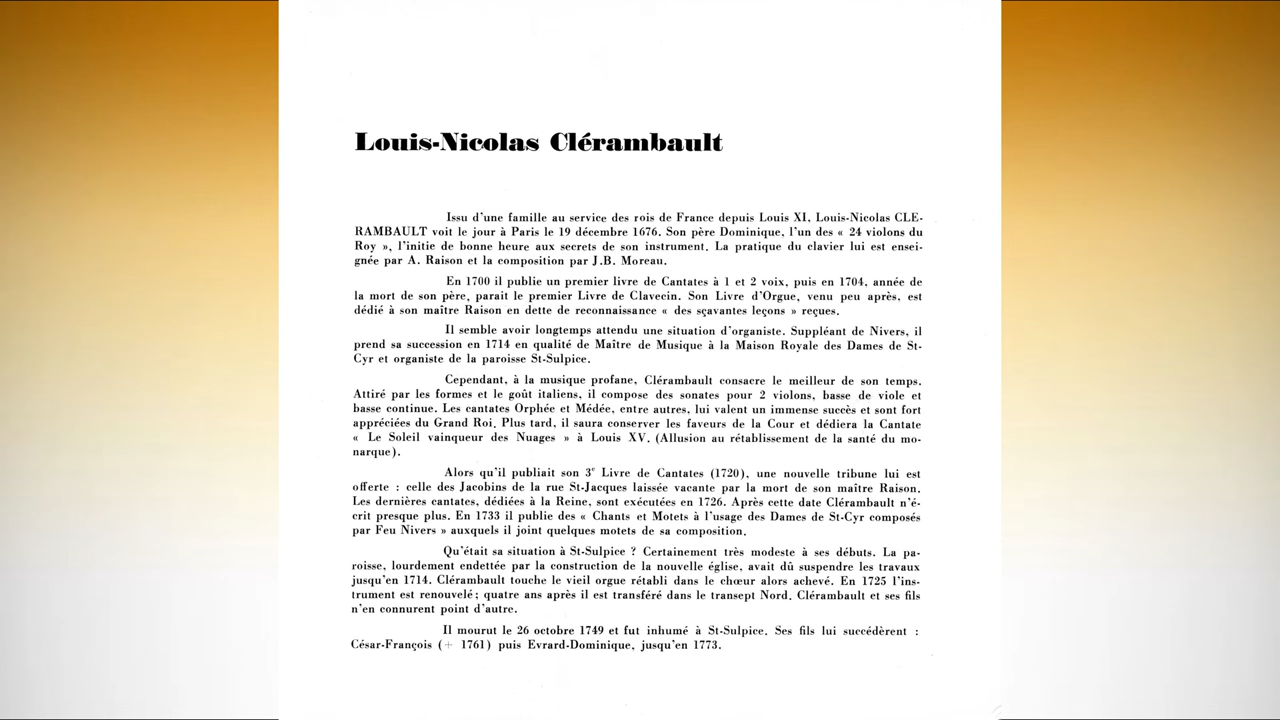 Louis-Nicolas Clérambault
Issu d'une famille au service des rois de France depuis Louis XI, Louis-Nicolas CLE-
RAMBAULT voit le jour à Paris le 19 décembre 1676. Son père Dominique, l'un des « 24 violons du
Roy », l'initie de bonne heure aux secrets de son instrument. La pratique du clavier lui est ensei-
gnée par A. Raison et la composition par J.B. Moreau.
En 1700 il publie un premier livre de Cantates à 1 et 2 voix, puis en 1704, année de
la mort de son père, parait le premier Livre de Clavecin. Son Livre d'Orgue, venu peu après, est
dédié à son maître Raison en dette de reconnaissance « des sçavantes leçons » reçues.
Il semble avoir longtemps attendu une situation d'organiste. Suppléant de Nivers, il
prend sa succession en 1714 en qualité de Maître de Musique à la Maison Royale des Dames de St-
Cyr et organiste de la paroisse St-Sulpice.
Cependant, à la musique profane, Clérambault consacre le meilleur de son temps.
Attiré par les formes et le goût italiens, il compose des sonates pour 2 violons, basse de viole et
basse continue. Les cantates Orphée et Médée, entre autres, lui valent un immense succès et sont fort
appréciées du Grand Roi. Plus tard, il saura conserver les faveurs de la Cour et dédiera la Cantate
« Le Soleil vainqueur des Nuages » à Louis XV. (Allusion au rétablissement de la santé du mo-
narque).
Alors qu'il publiait son 3e Livre de Cantates (1720), une nouvelle tribune lui est
offerte : celle des Jacobins de la rue St-Jacques laissée vacante par la mort de son maître Raison.
Les dernières cantates, dédiées à la Reine, sont exécutées en 1726. Après cette date Clérambault n'é-
crit presque plus. En 1733 il publie des « Chants et Motets à l'usage des Dames de St-Cyr composés
par Feu Nivers » auxquels il joint quelques motets de sa composition.
Qu'était sa situation à St-Sulpice ? Certainement très modeste à ses débuts. La pa-
roisse, lourdement endettée par la construction de la nouvelle église, avait dû suspendre les travaux
jusqu'en 1714. Clérambault touche le vieil orgue rétabli dans le chœur alors achevé. En 1725 l'ins-
trument est renouvelé ; quatre ans après il est transféré dans le transept Nord. Clérambault et ses fils
n'en connurent point d'autre.
Il mourut le 26 octobre 1749 et fut inhumé à St-Sulpice. Ses fils lui succédèrent :
César-François (+ 1761) puis Evrard-Dominique, jusqu'en 1773.